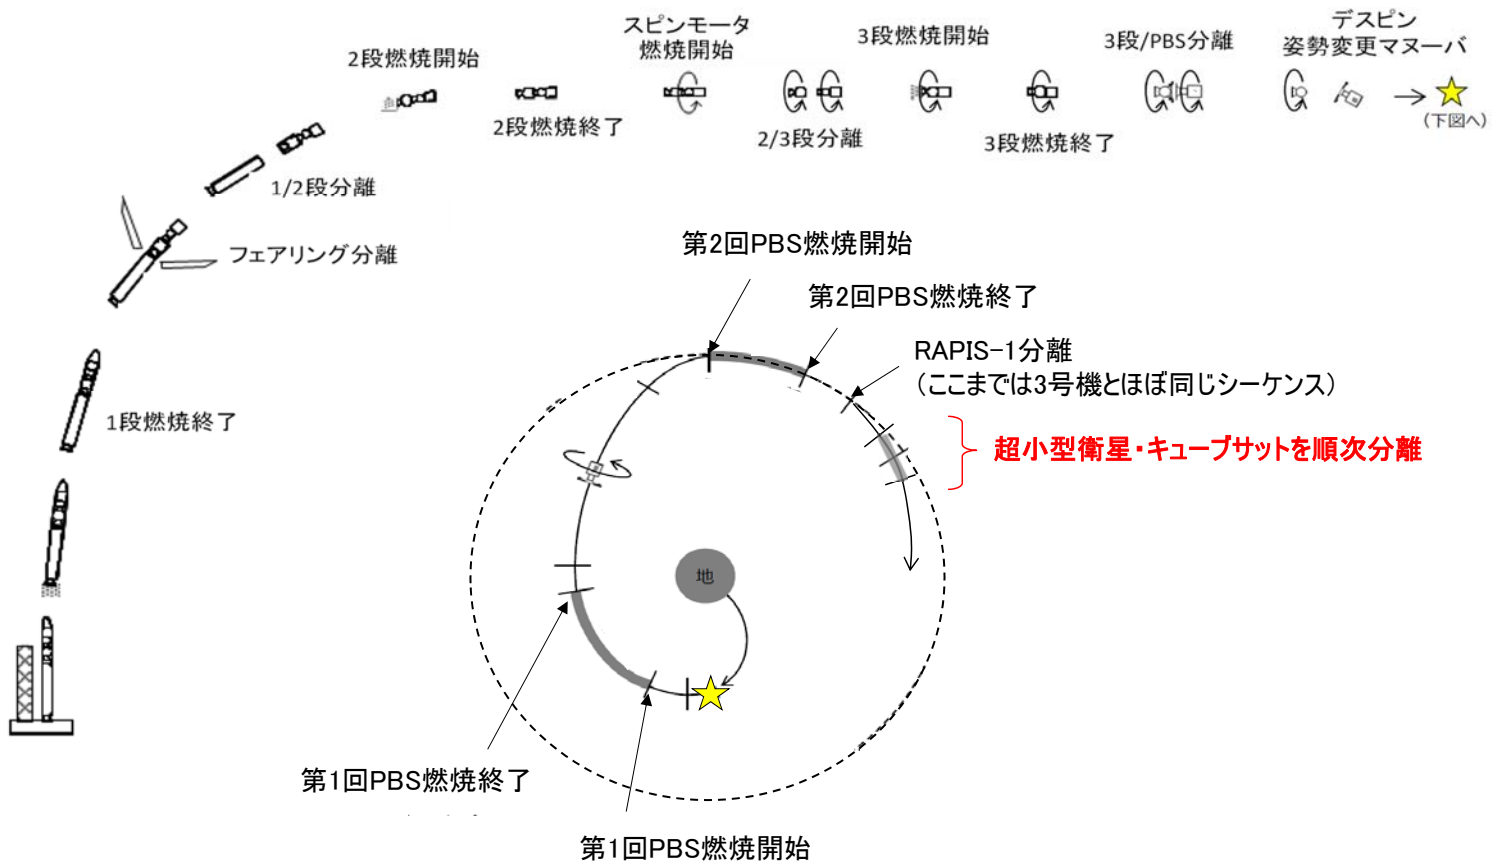 スピンモータ
燃焼開始
2段燃焼開始
3段燃焼開始
3段/PBS分離
デスピン
姿勢変更マヌーバ
2段燃焼終了
2/3段分離
3段燃焼終了
(下図へ)
1/2段分離
フェアリング分離
1段燃焼終了
第2回PBS燃焼開始
第2回PBS燃焼終了
RAPIS-1分離
(ここまでは3号機とほぼ同じシーケンス)
超小型衛星・キューブサットを順次分離
地
第1回PBS燃焼終了
第1回PBS燃焼開始